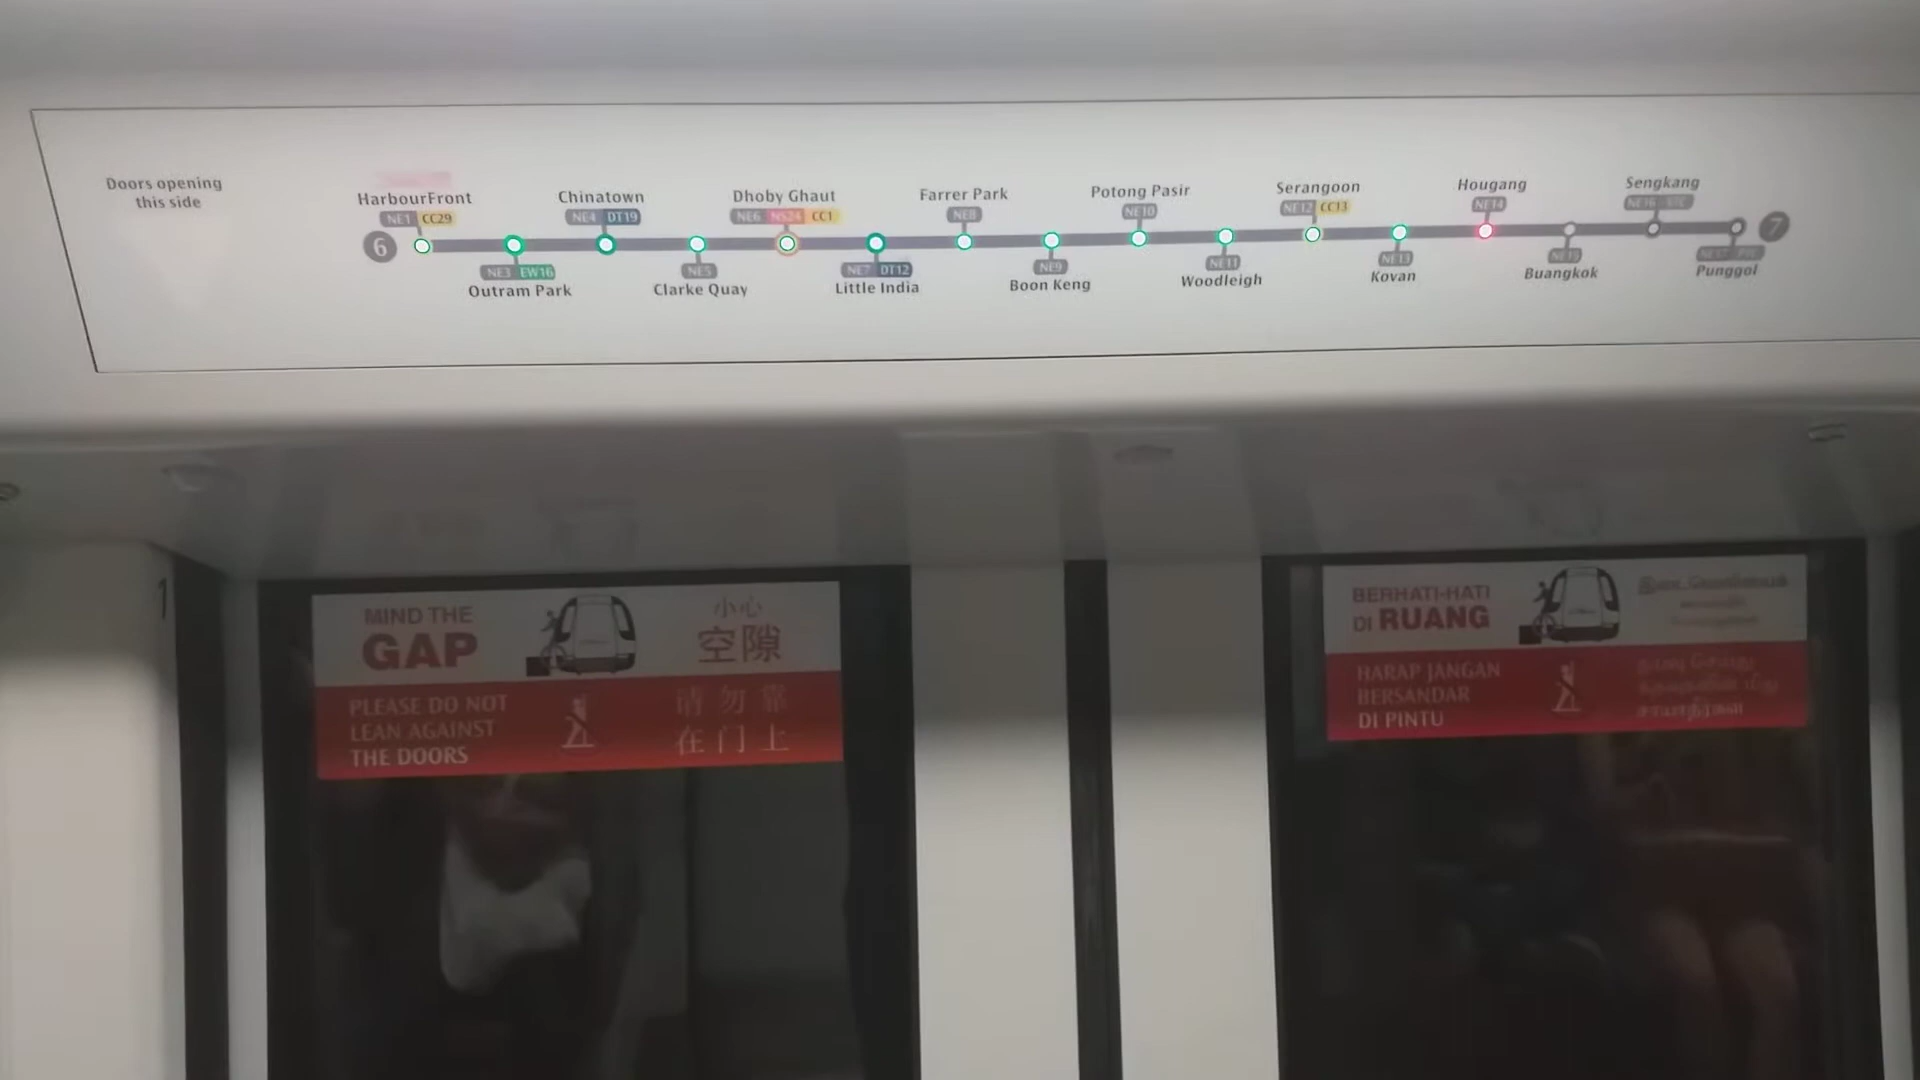 Doors opening
this side
HarbourFront
NE1 CC29
Chinatown
NE4 DT19
Dhoby Ghaut
NE6 NS24 CC1
Farrer Park
NE8
Potong Pasir
NE10
Serangoon
NE12 CC13
Hougang
NE14
Sengkang
NE16 STC
6
7
NE3 EW16
Outram Park
NE5
Clarke Quay
NE7 DT12
Little India
NE9
Boon Keng
NE11
Woodleigh
NE13
Kovan
NE15
Buangkok
NE17 PTC
Punggol
MIND THE
GAP
小心
空隙
PLEASE DO NOT
LEAN AGAINST
THE DOORS
请勿靠
在门上
BERHATI-HATI
DI RUANG
HARAP JANGAN
BERSANDAR
DI PINTU